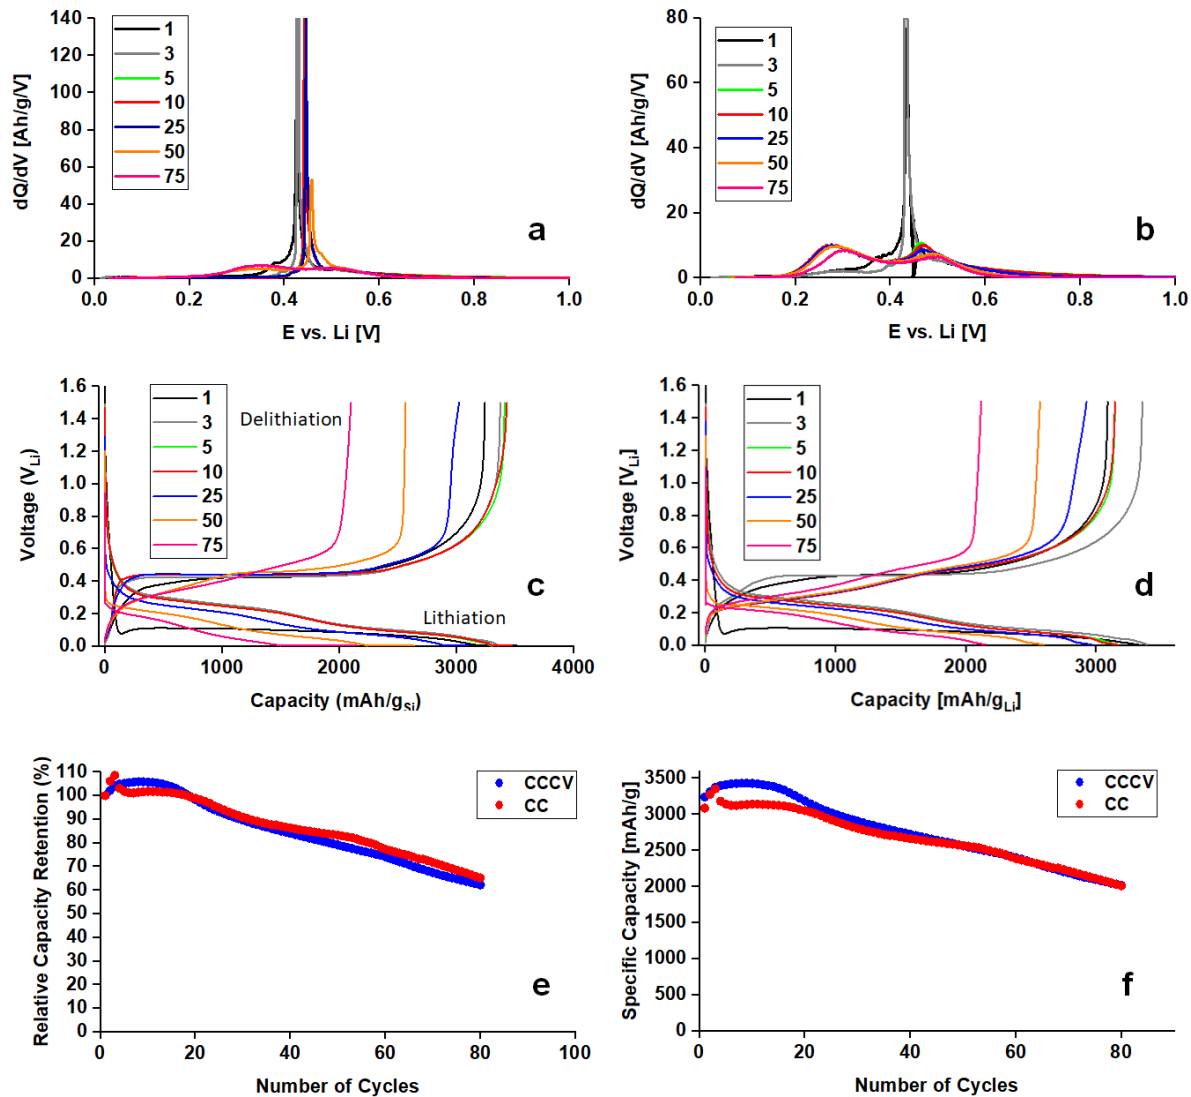 140
120
100
80
60
40
20
0
dQ/dV [Ah/g/V]
1
3
5
10
25
50
75
a
0.0 0.2 0.4 0.6 0.8 1.0
E vs. Li [V]
80
60
40
20
0
dQ/dV [Ah/g/V]
1
3
5
10
25
50
75
b
0.0 0.2 0.4 0.6 0.8 1.0
E vs. Li [V]
1.6
1.4
1.2
1.0
0.8
0.6
0.4
0.2
0.0
Voltage (V_Li)
1
3
5
10
25
50
75
Delithiation
c
Lithiation
0 1000 2000 3000 4000
Capacity (mAh/g_Si)
1.6
1.4
1.2
1.0
0.8
0.6
0.4
0.2
0.0
Voltage [V_Li]
1
3
5
10
25
50
75
d
0 1000 2000 3000
Capacity [mAh/g_Li]
110
100
90
80
70
60
50
40
30
20
10
0
Relative Capacity Retention (%)
CCCV
CC
e
0 20 40 60 80 100
Number of Cycles
3500
3000
2500
2000
1500
1000
500
0
Specific Capacity [mAh/g]
CCCV
CC
f
0 20 40 60 80
Number of Cycles